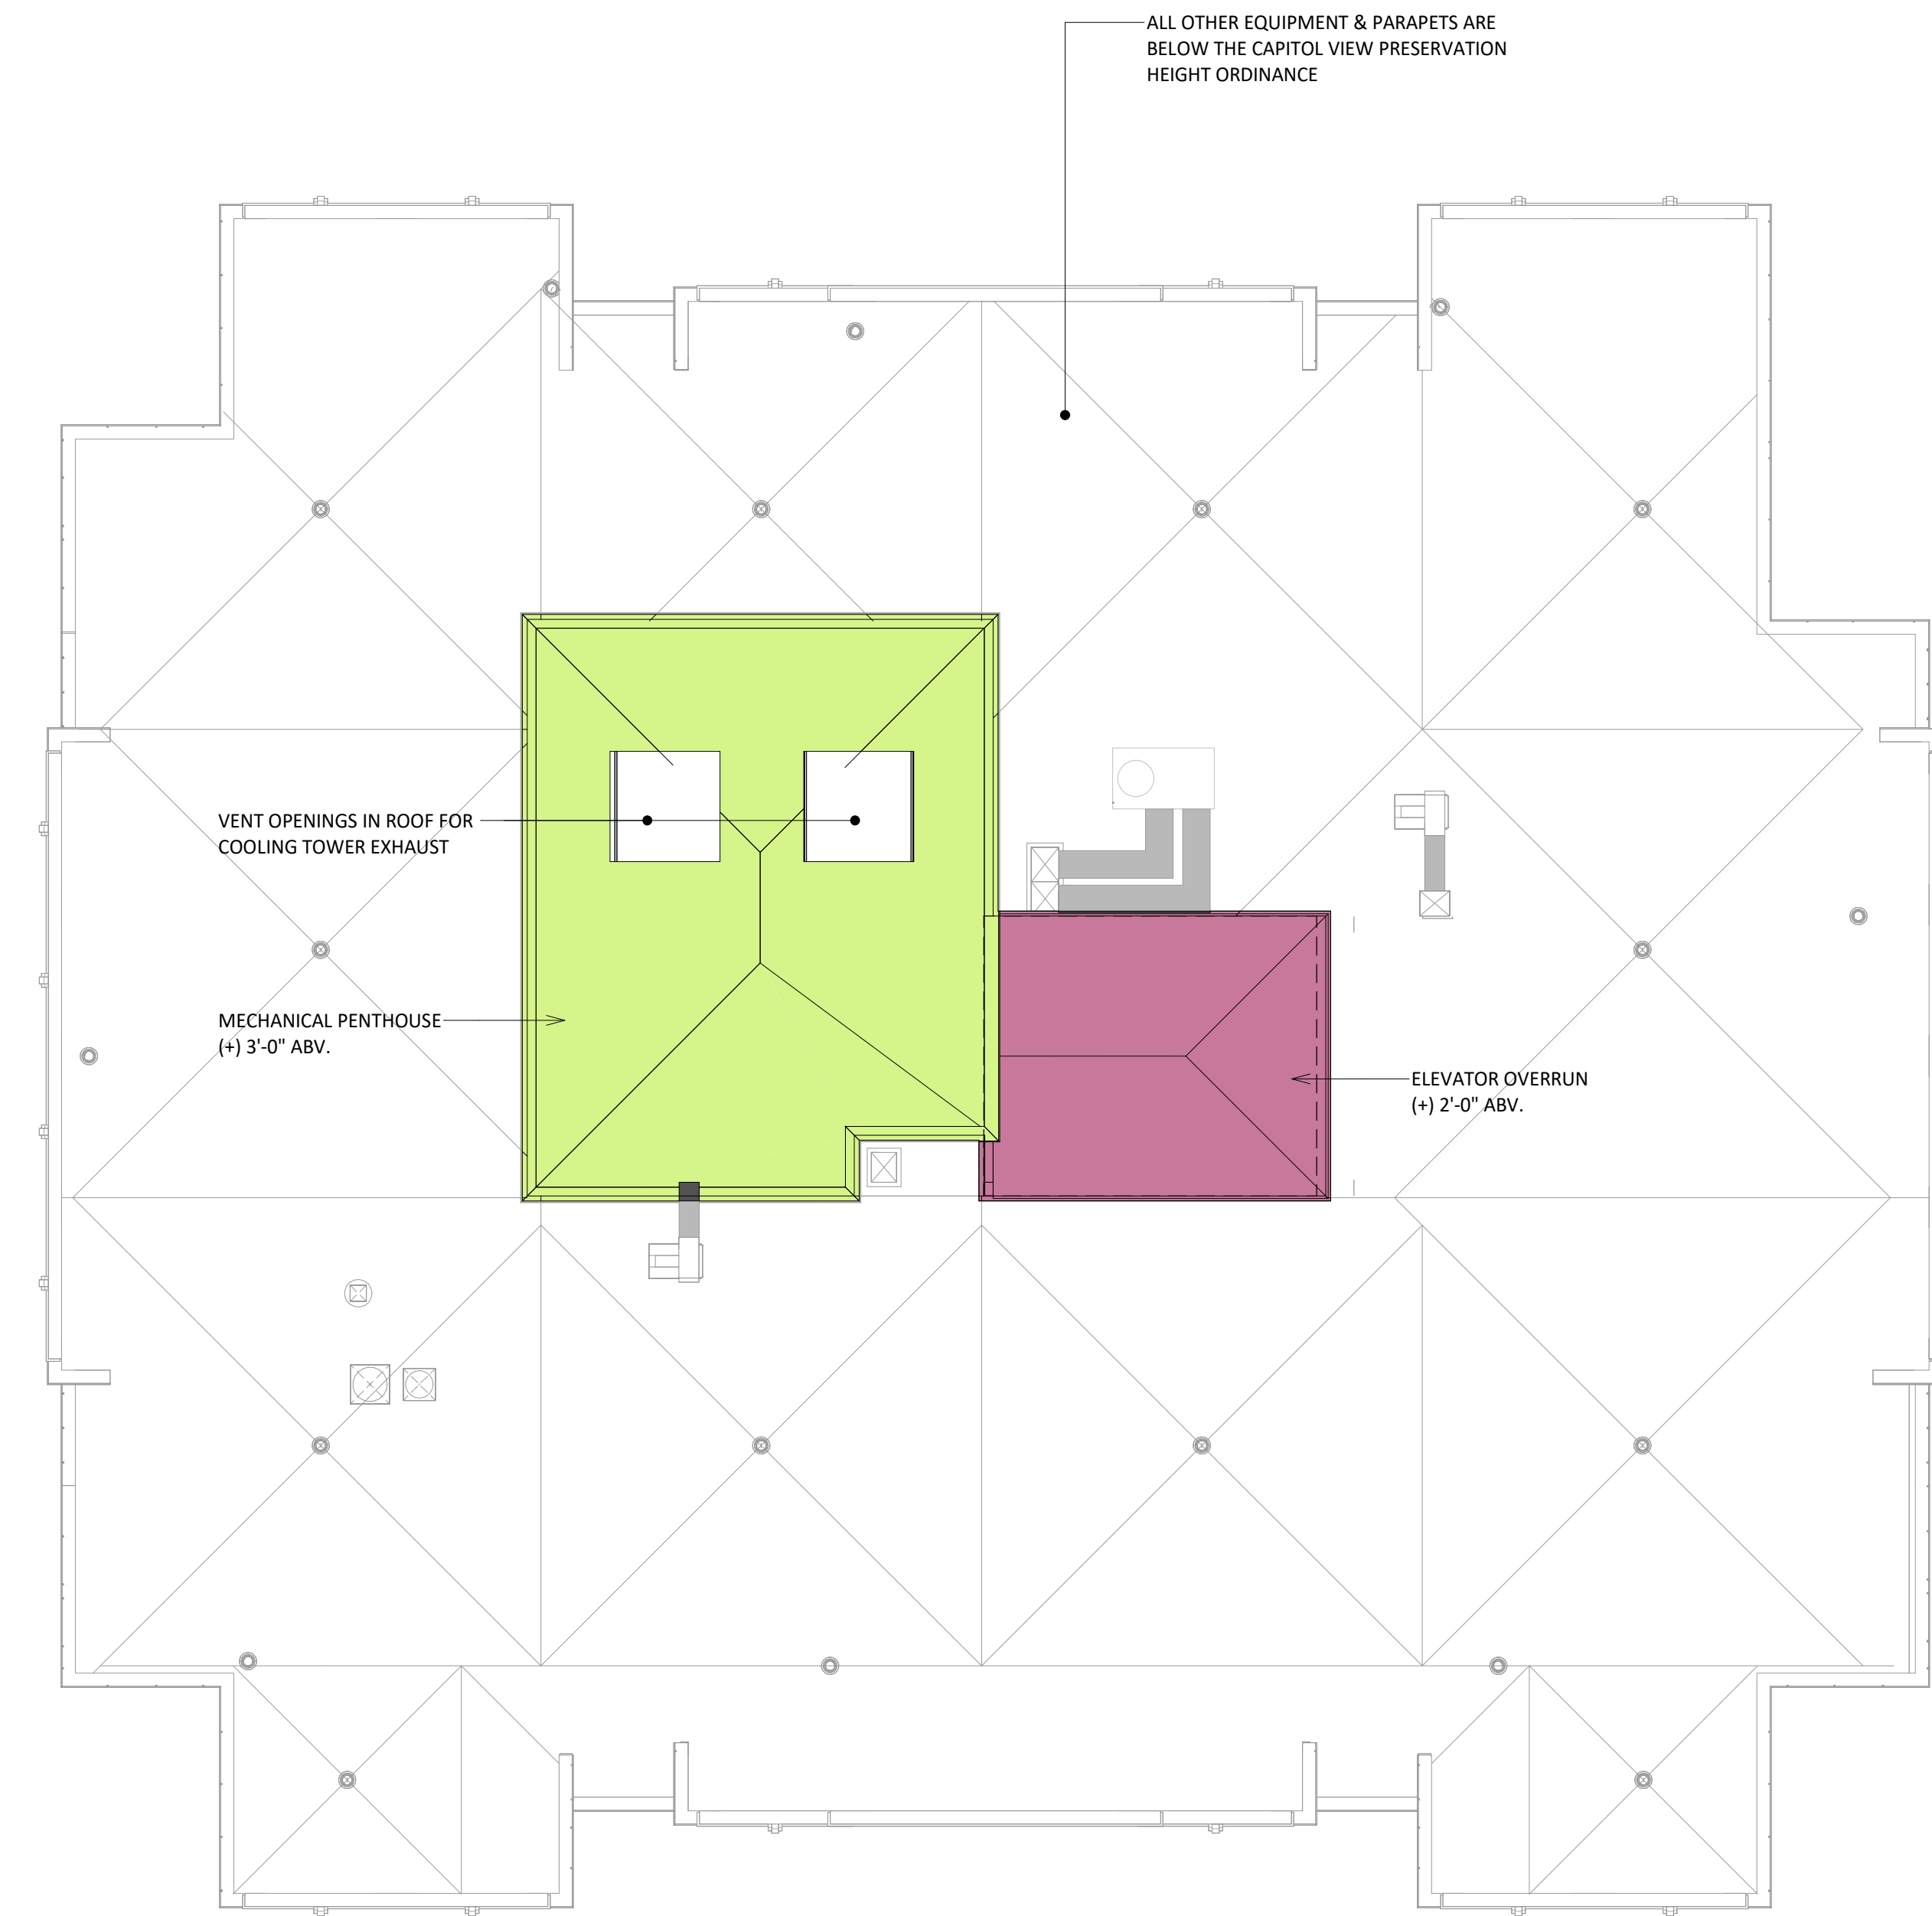 ALL OTHER EQUIPMENT & PARAPETS ARE
BELOW THE CAPITOL VIEW PRESERVATION
HEIGHT ORDINANCE
VENT OPENINGS IN ROOF FOR
COOLING TOWER EXHAUST
MECHANICAL PENTHOUSE
(+) 3'-0" ABV.
ELEVATOR OVERRUN
(+) 2'-0" ABV.